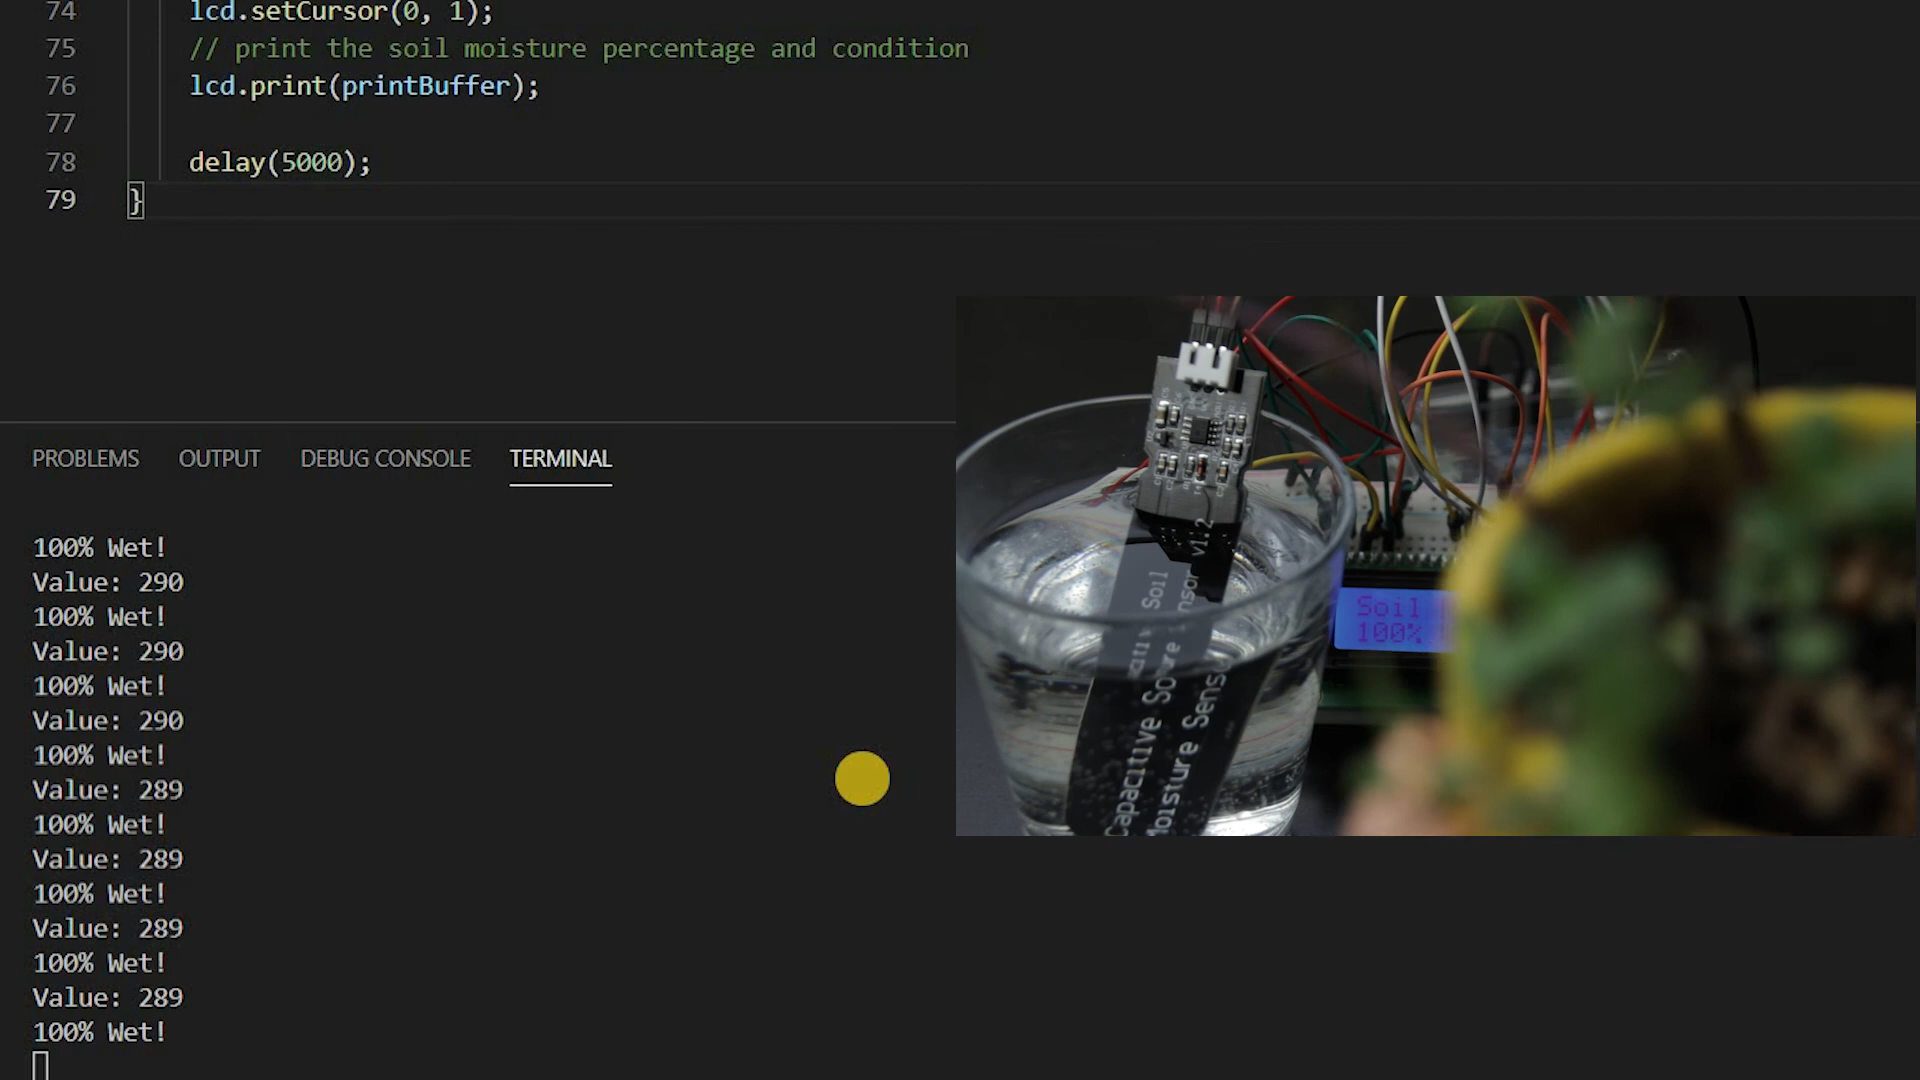 74 lcd.setCursor(0, 1);
75 // print the soil moisture percentage and condition
76 lcd.print(printBuffer);
77
78 delay(5000);
79 }
PROBLEMS OUTPUT DEBUG CONSOLE TERMINAL
100% Wet!
Value: 290
100% Wet!
Value: 290
100% Wet!
Value: 290
100% Wet!
Value: 289
100% Wet!
Value: 289
100% Wet!
Value: 289
100% Wet!
Value: 289
100% Wet!
Capacitive Soil
Moisture Sensor v1.2
Soil
100%